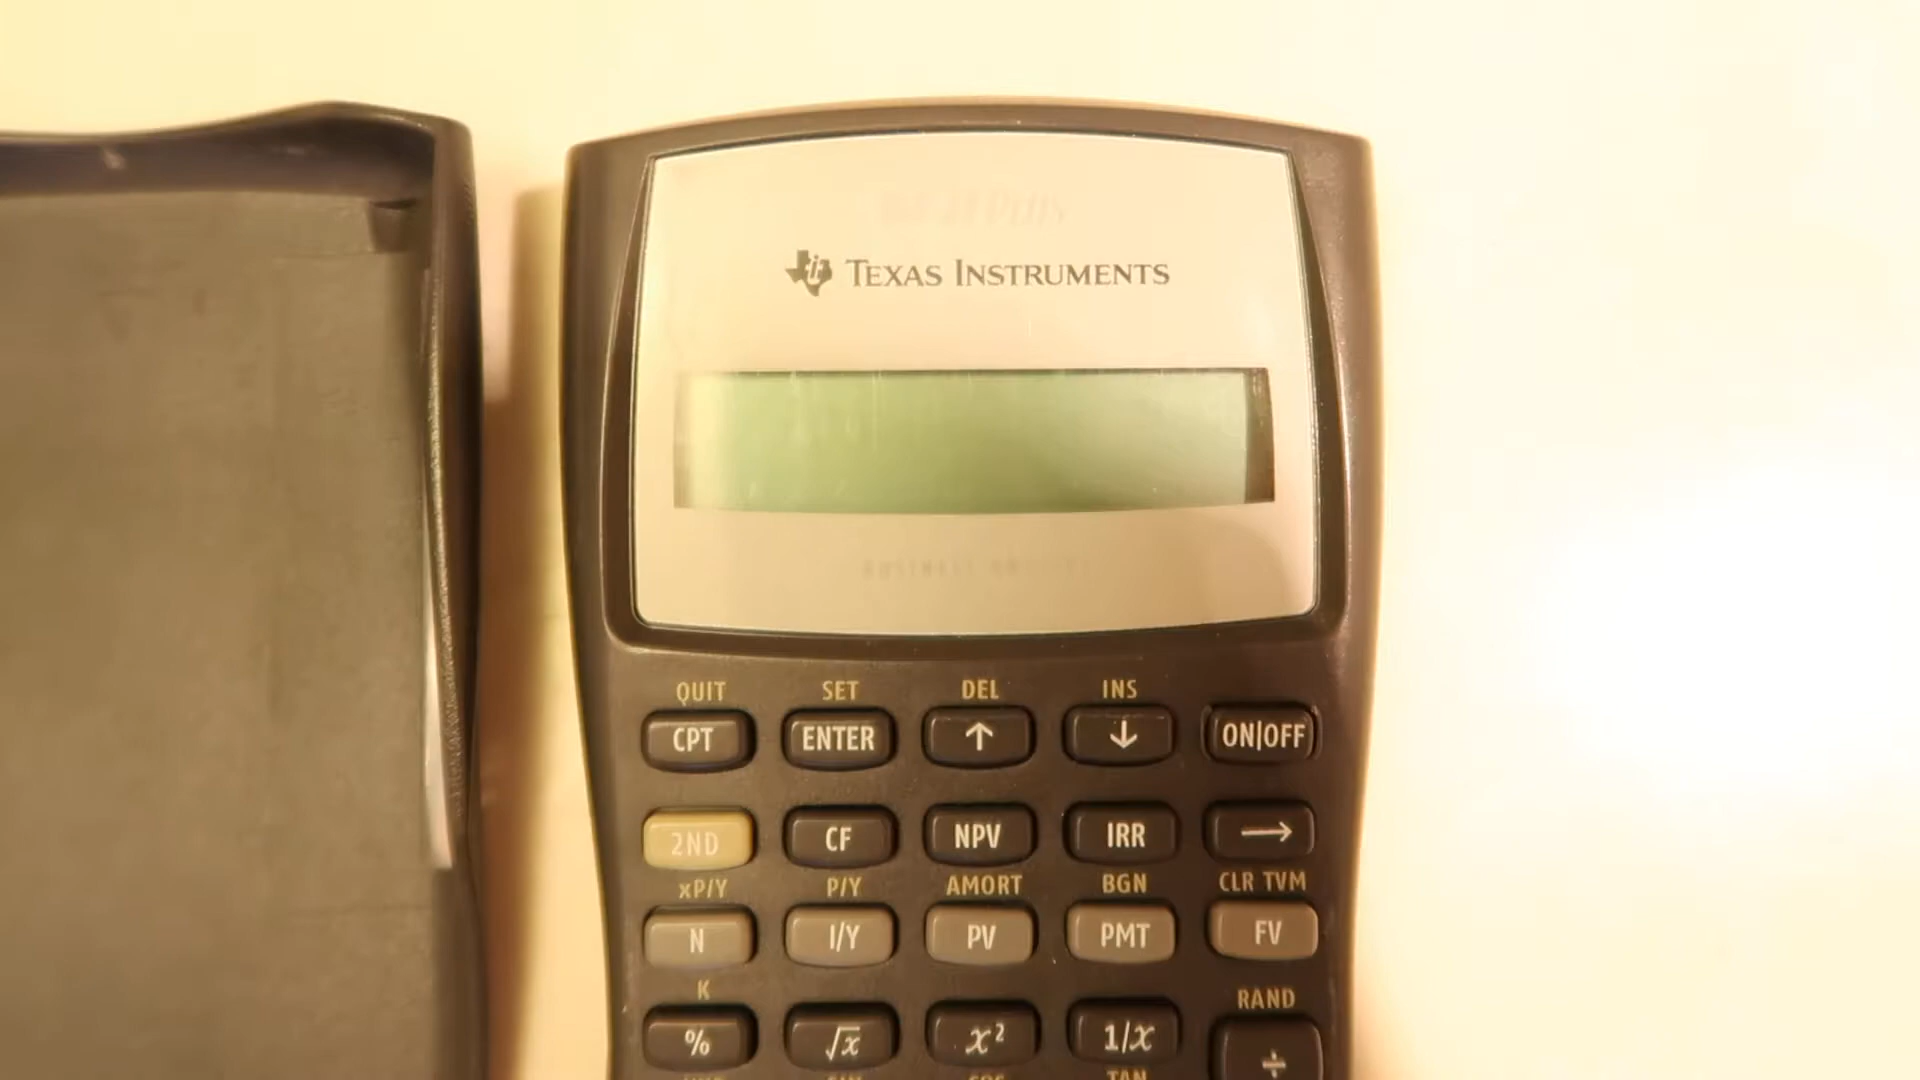 TEXAS INSTRUMENTS
QUIT SET DEL INS
CPT ENTER ↑ ↓ ON|OFF
2ND CF NPV IRR →
xP/Y P/Y AMORT BGN CLR TVM
N I/Y PV PMT FV
K RAND
% √x x² 1/x ÷